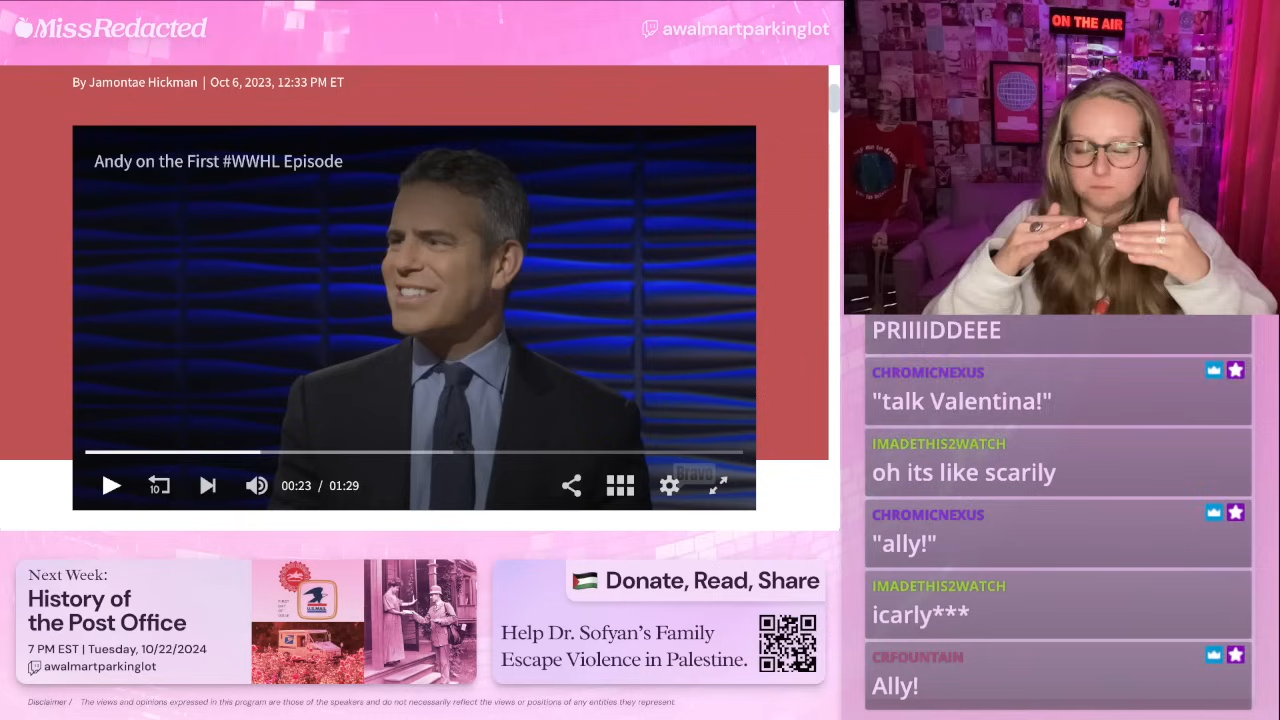 MissRedacted
awalmartparkinglot
By Jamontae Hickman | Oct 6, 2023, 12:33 PM ET
Andy on the First #WWHL Episode
Bravo
10
00:23 / 01:29
ON THE AIR
PRIIIIDDEEE
CHROMICNEXUS
"talk Valentina!"
IMADETHIS2WATCH
oh its like scarily
CHROMICNEXUS
"ally!"
IMADETHIS2WATCH
icarly***
CRFOUNTAIN
Ally!
Next Week:
History of
the Post Office
7 PM EST | Tuesday, 10/22/2024
awalmartparkinglot
U.S.MAIL
Donate, Read, Share
Help Dr. Sofyan's Family
Escape Violence in Palestine.
Disclaimer / The views and opinions expressed in this program are those of the speakers and do not necessarily reflect the views or positions of any entities they represent.